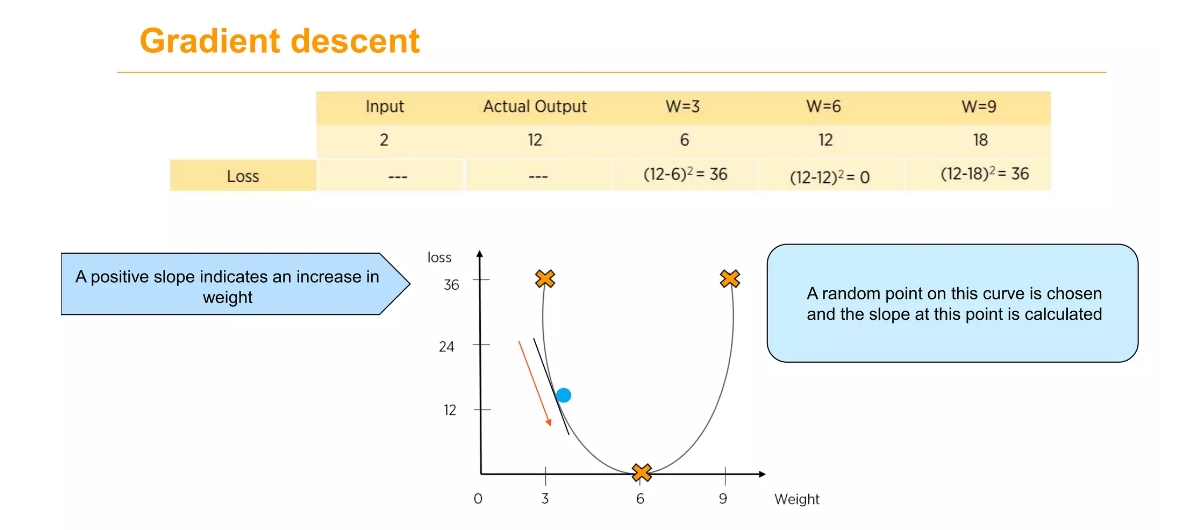 Gradient descent
Input Actual Output W=3 W=6 W=9
2 12 6 12 18
Loss --- --- (12-6)²= 36 (12-12)²= 0 (12-18)²= 36
A positive slope indicates an increase in
weight
loss
36
24
12
0 3 6 9 Weight
A random point on this curve is chosen
and the slope at this point is calculated